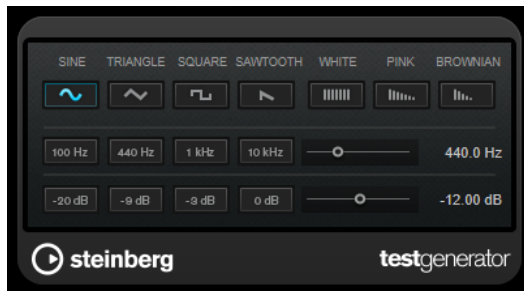 SINE TRIANGLE SQUARE SAWTOOTH WHITE PINK BROWNIAN
100 Hz 440 Hz 1 kHz 10 kHz 440.0 Hz
-20 dB -9 dB -3 dB 0 dB -12.00 dB
steinberg testgenerator